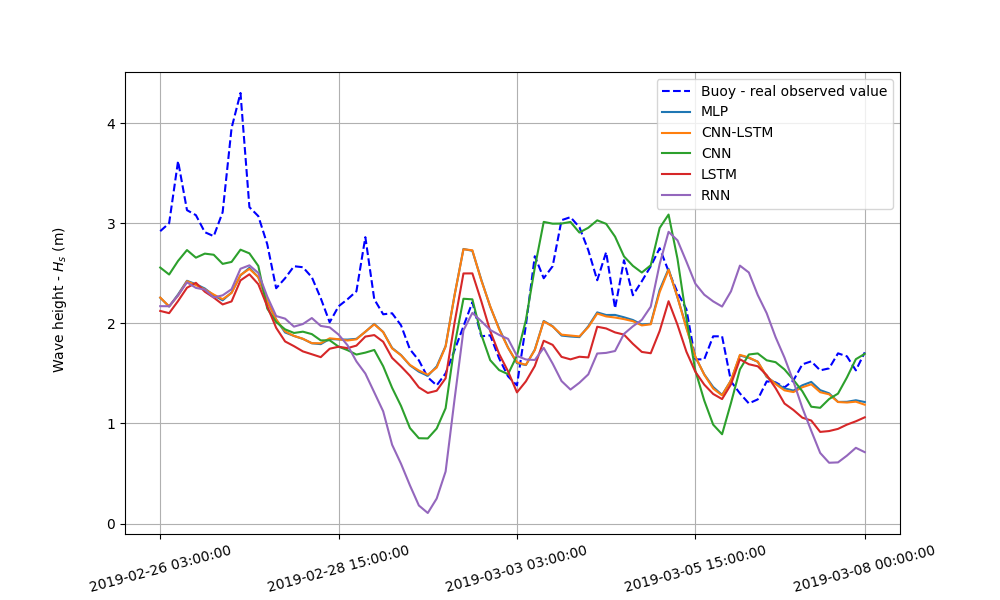 Buoy - real observed value
MLP
CNN-LSTM
CNN
LSTM
RNN
Wave height - Hs (m)
4
3
2
1
0
2019-02-26 03:00:00
2019-02-28 15:00:00
2019-03-03 03:00:00
2019-03-05 15:00:00
2019-03-08 00:00:00